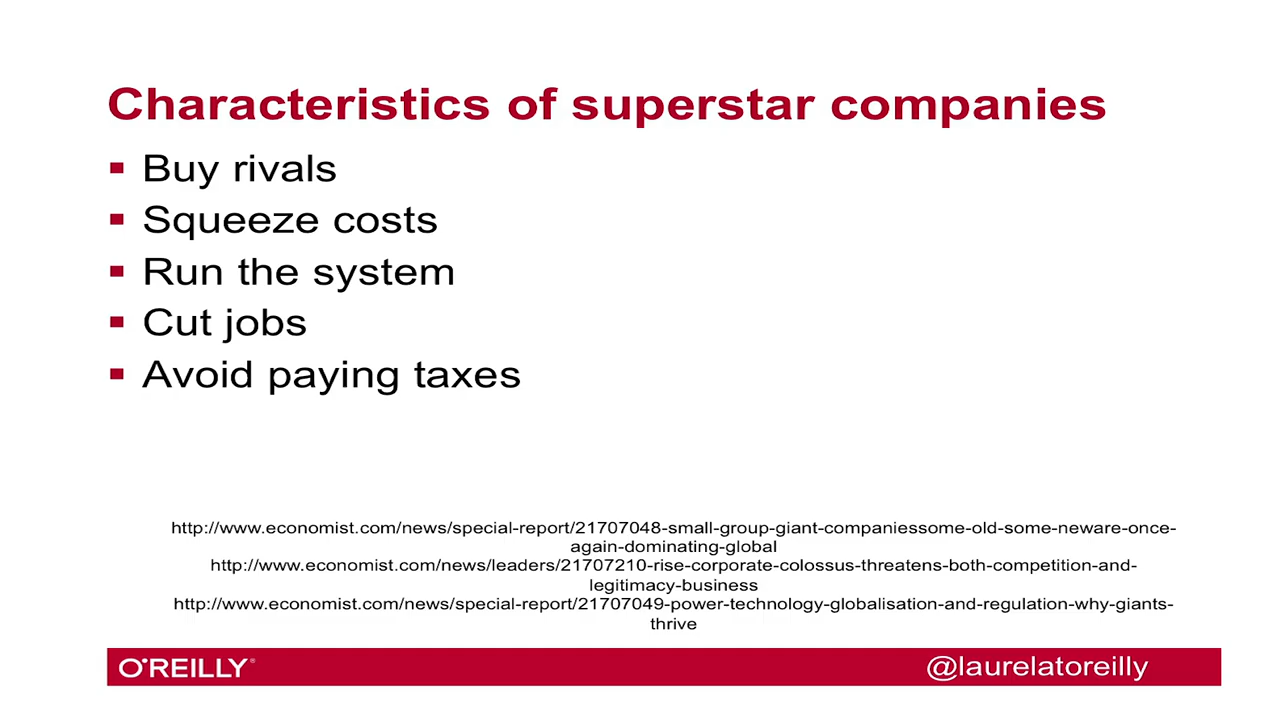 Characteristics of superstar companies
▪ Buy rivals
▪ Squeeze costs
▪ Run the system
▪ Cut jobs
▪ Avoid paying taxes
http://www.economist.com/news/special-report/21707048-small-group-giant-companiessome-old-some-neware-once-
again-dominating-global
http://www.economist.com/news/leaders/21707210-rise-corporate-colossus-threatens-both-competition-and-
legitimacy-business
http://www.economist.com/news/special-report/21707049-power-technology-globalisation-and-regulation-why-giants-
thrive
O'REILLY®
@laurelatoreilly